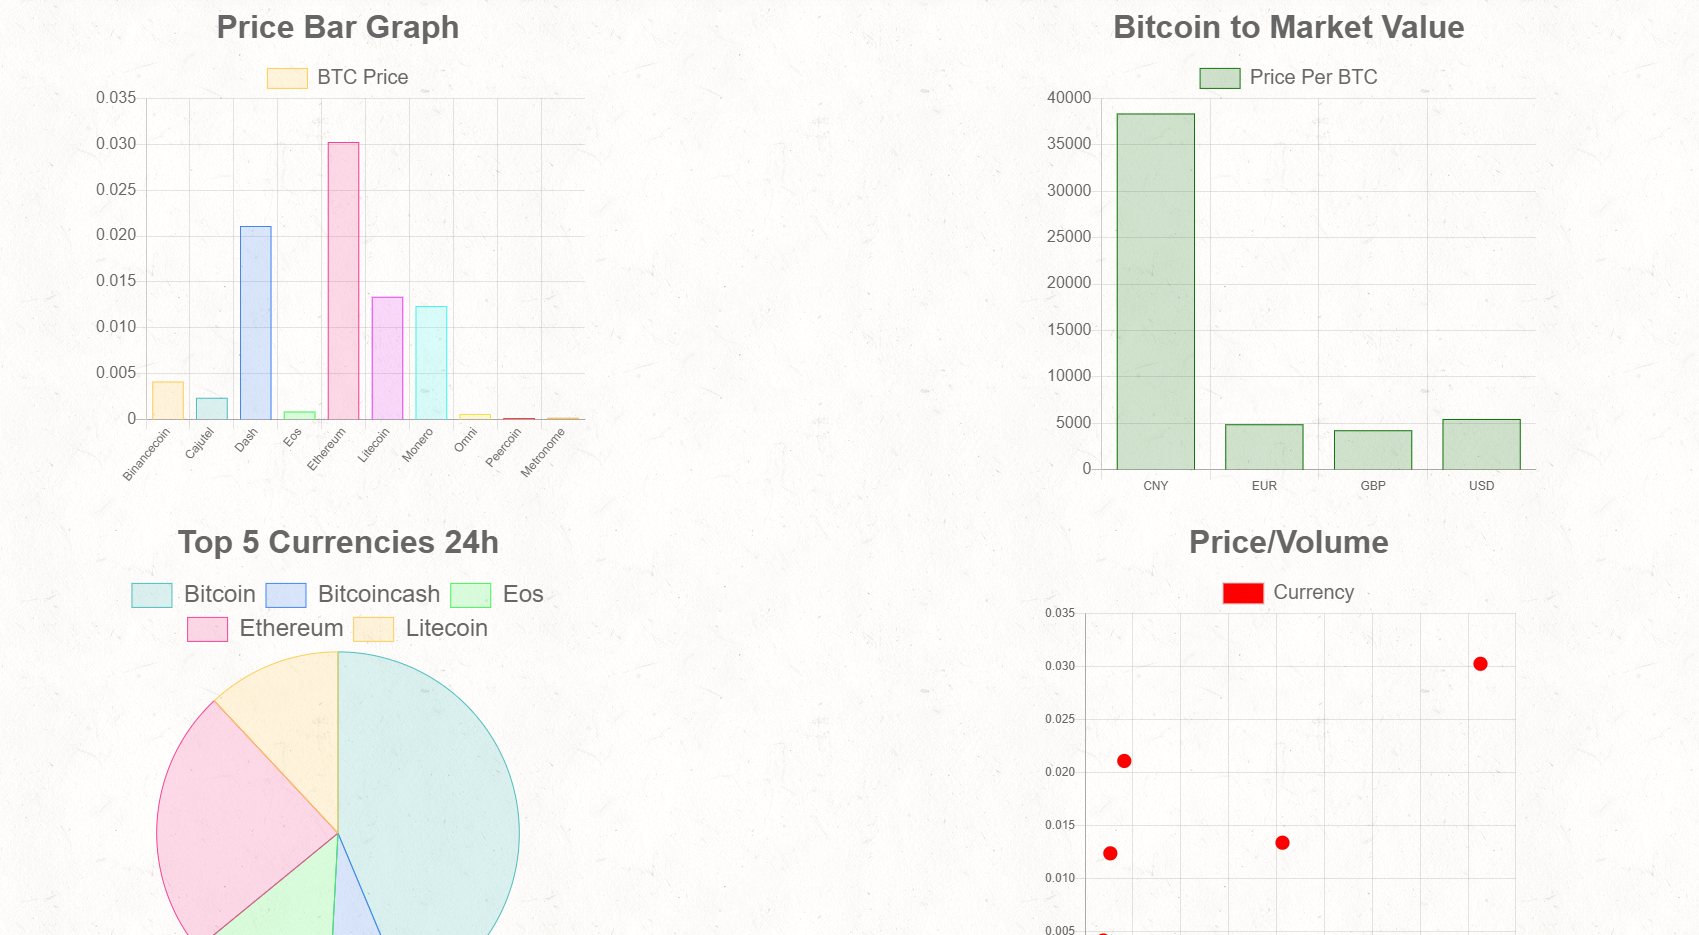 Price Bar Graph
BTC Price
0.035
0.030
0.025
0.020
0.015
0.010
0.005
0
Binancecoin
Cajutel
Dash
Eos
Ethereum
Litecoin
Monero
Omni
Peercoin
Metronome
Bitcoin to Market Value
Price Per BTC
40000
35000
30000
25000
20000
15000
10000
5000
0
CNY
EUR
GBP
USD
Top 5 Currencies 24h
Bitcoin Bitcoincash Eos
Ethereum Litecoin
Price/Volume
Currency
0.035
0.030
0.025
0.020
0.015
0.010
0.005